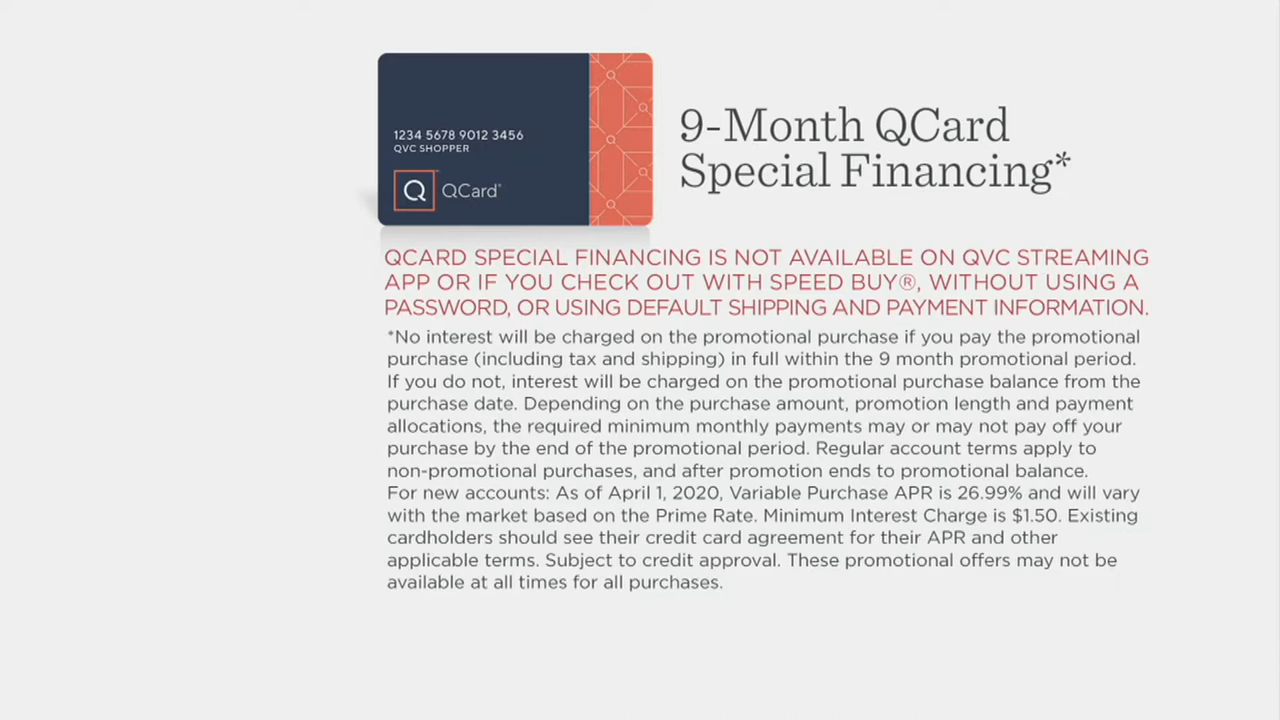 1234 5678 9012 3456
QVC SHOPPER
Q QCard®
9-Month QCard
Special Financing*
QCARD SPECIAL FINANCING IS NOT AVAILABLE ON QVC STREAMING
APP OR IF YOU CHECK OUT WITH SPEED BUY®, WITHOUT USING A
PASSWORD, OR USING DEFAULT SHIPPING AND PAYMENT INFORMATION.
*No interest will be charged on the promotional purchase if you pay the promotional
purchase (including tax and shipping) in full within the 9 month promotional period.
If you do not, interest will be charged on the promotional purchase balance from the
purchase date. Depending on the purchase amount, promotion length and payment
allocations, the required minimum monthly payments may or may not pay off your
purchase by the end of the promotional period. Regular account terms apply to
non-promotional purchases, and after promotion ends to promotional balance.
For new accounts: As of April 1, 2020, Variable Purchase APR is 26.99% and will vary
with the market based on the Prime Rate. Minimum Interest Charge is $1.50. Existing
cardholders should see their credit card agreement for their APR and other
applicable terms. Subject to credit approval. These promotional offers may not be
available at all times for all purchases.